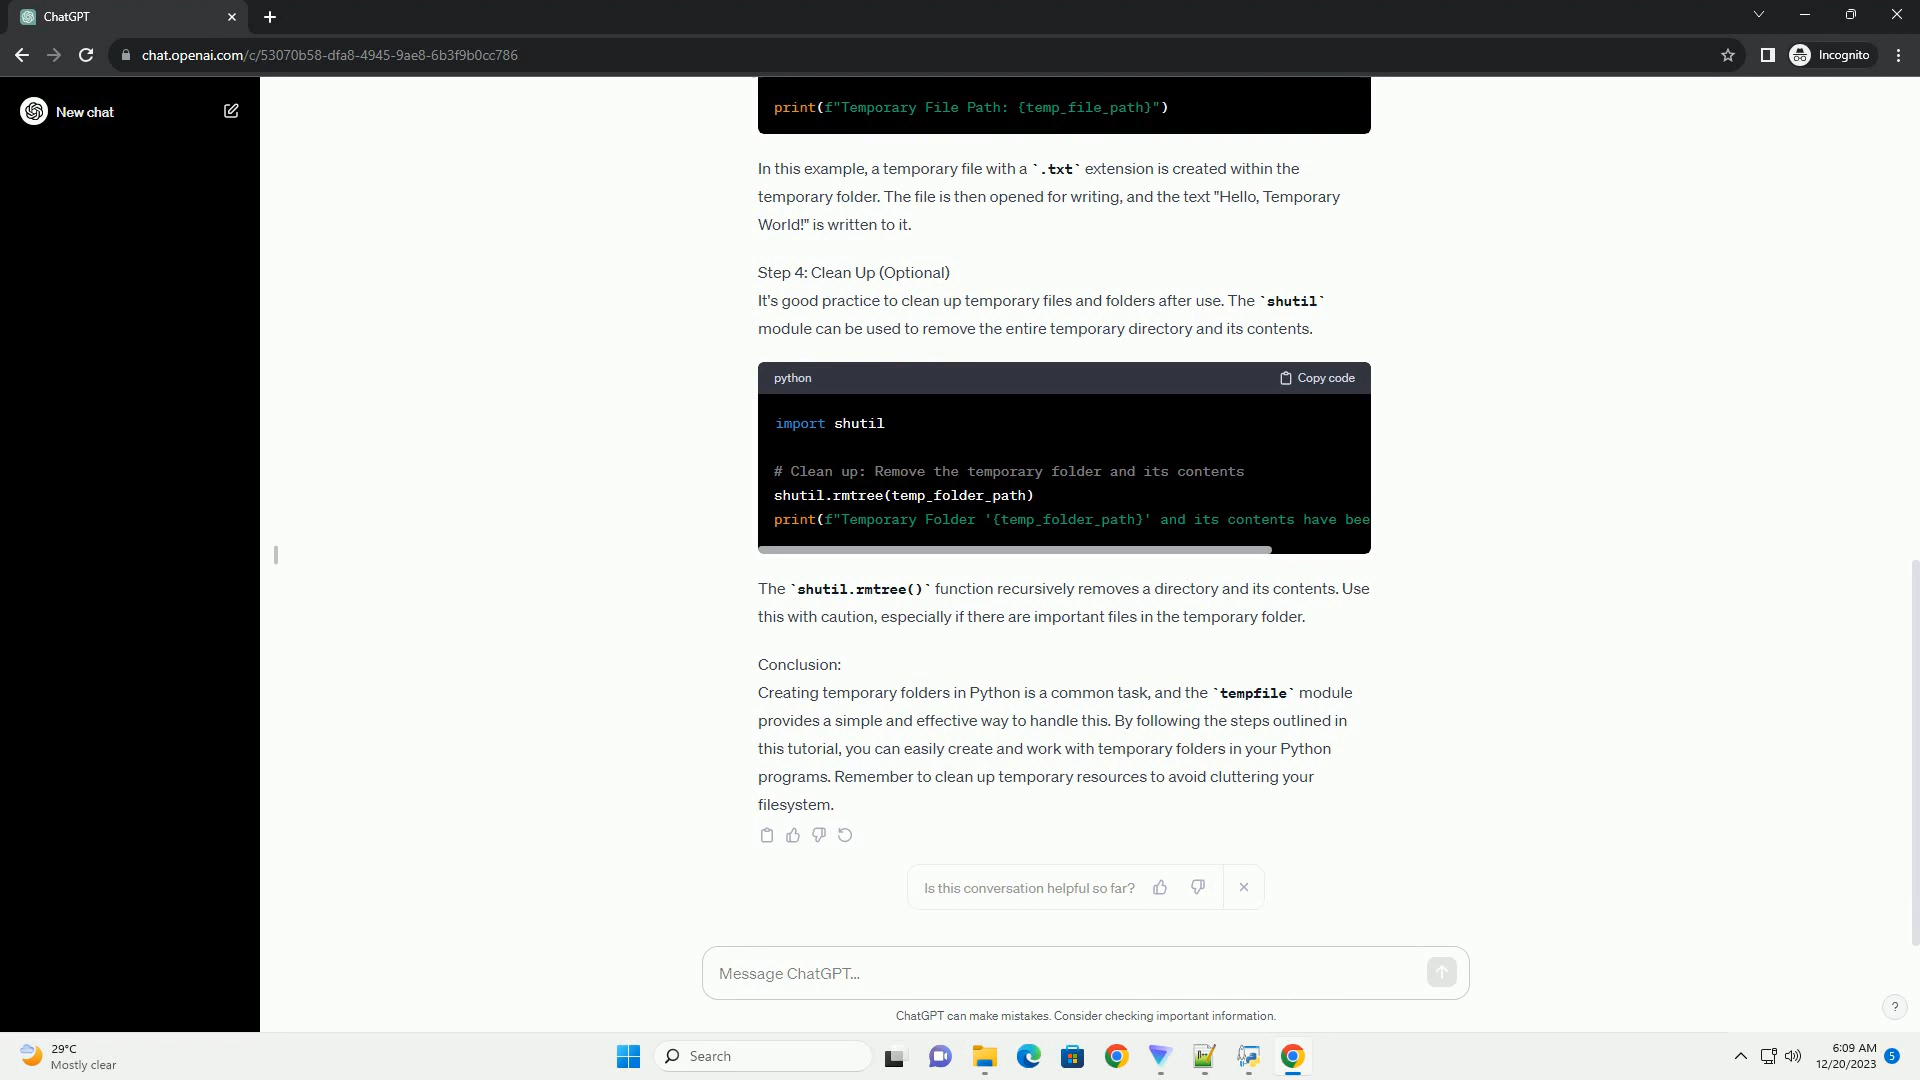 ChatGPT
chat.openai.com/c/53070b58-dfa8-4945-9ae8-6b3f9b0cc786
Incognito
New chat
print(f"Temporary File Path: {temp_file_path}")
In this example, a temporary file with a `.txt` extension is created within the
temporary folder. The file is then opened for writing, and the text "Hello, Temporary
World!" is written to it.
Step 4: Clean Up (Optional)
It's good practice to clean up temporary files and folders after use. The `shutil`
module can be used to remove the entire temporary directory and its contents.
python
Copy code
import shutil
# Clean up: Remove the temporary folder and its contents
shutil.rmtree(temp_folder_path)
print(f"Temporary Folder '{temp_folder_path}' and its contents have bee
The `shutil.rmtree()` function recursively removes a directory and its contents. Use
this with caution, especially if there are important files in the temporary folder.
Conclusion:
Creating temporary folders in Python is a common task, and the `tempfile` module
provides a simple and effective way to handle this. By following the steps outlined in
this tutorial, you can easily create and work with temporary folders in your Python
programs. Remember to clean up temporary resources to avoid cluttering your
filesystem.
Is this conversation helpful so far?
Message ChatGPT...
ChatGPT can make mistakes. Consider checking important information.
?
29°C
Mostly clear
Search
6:09 AM
12/20/2023
5